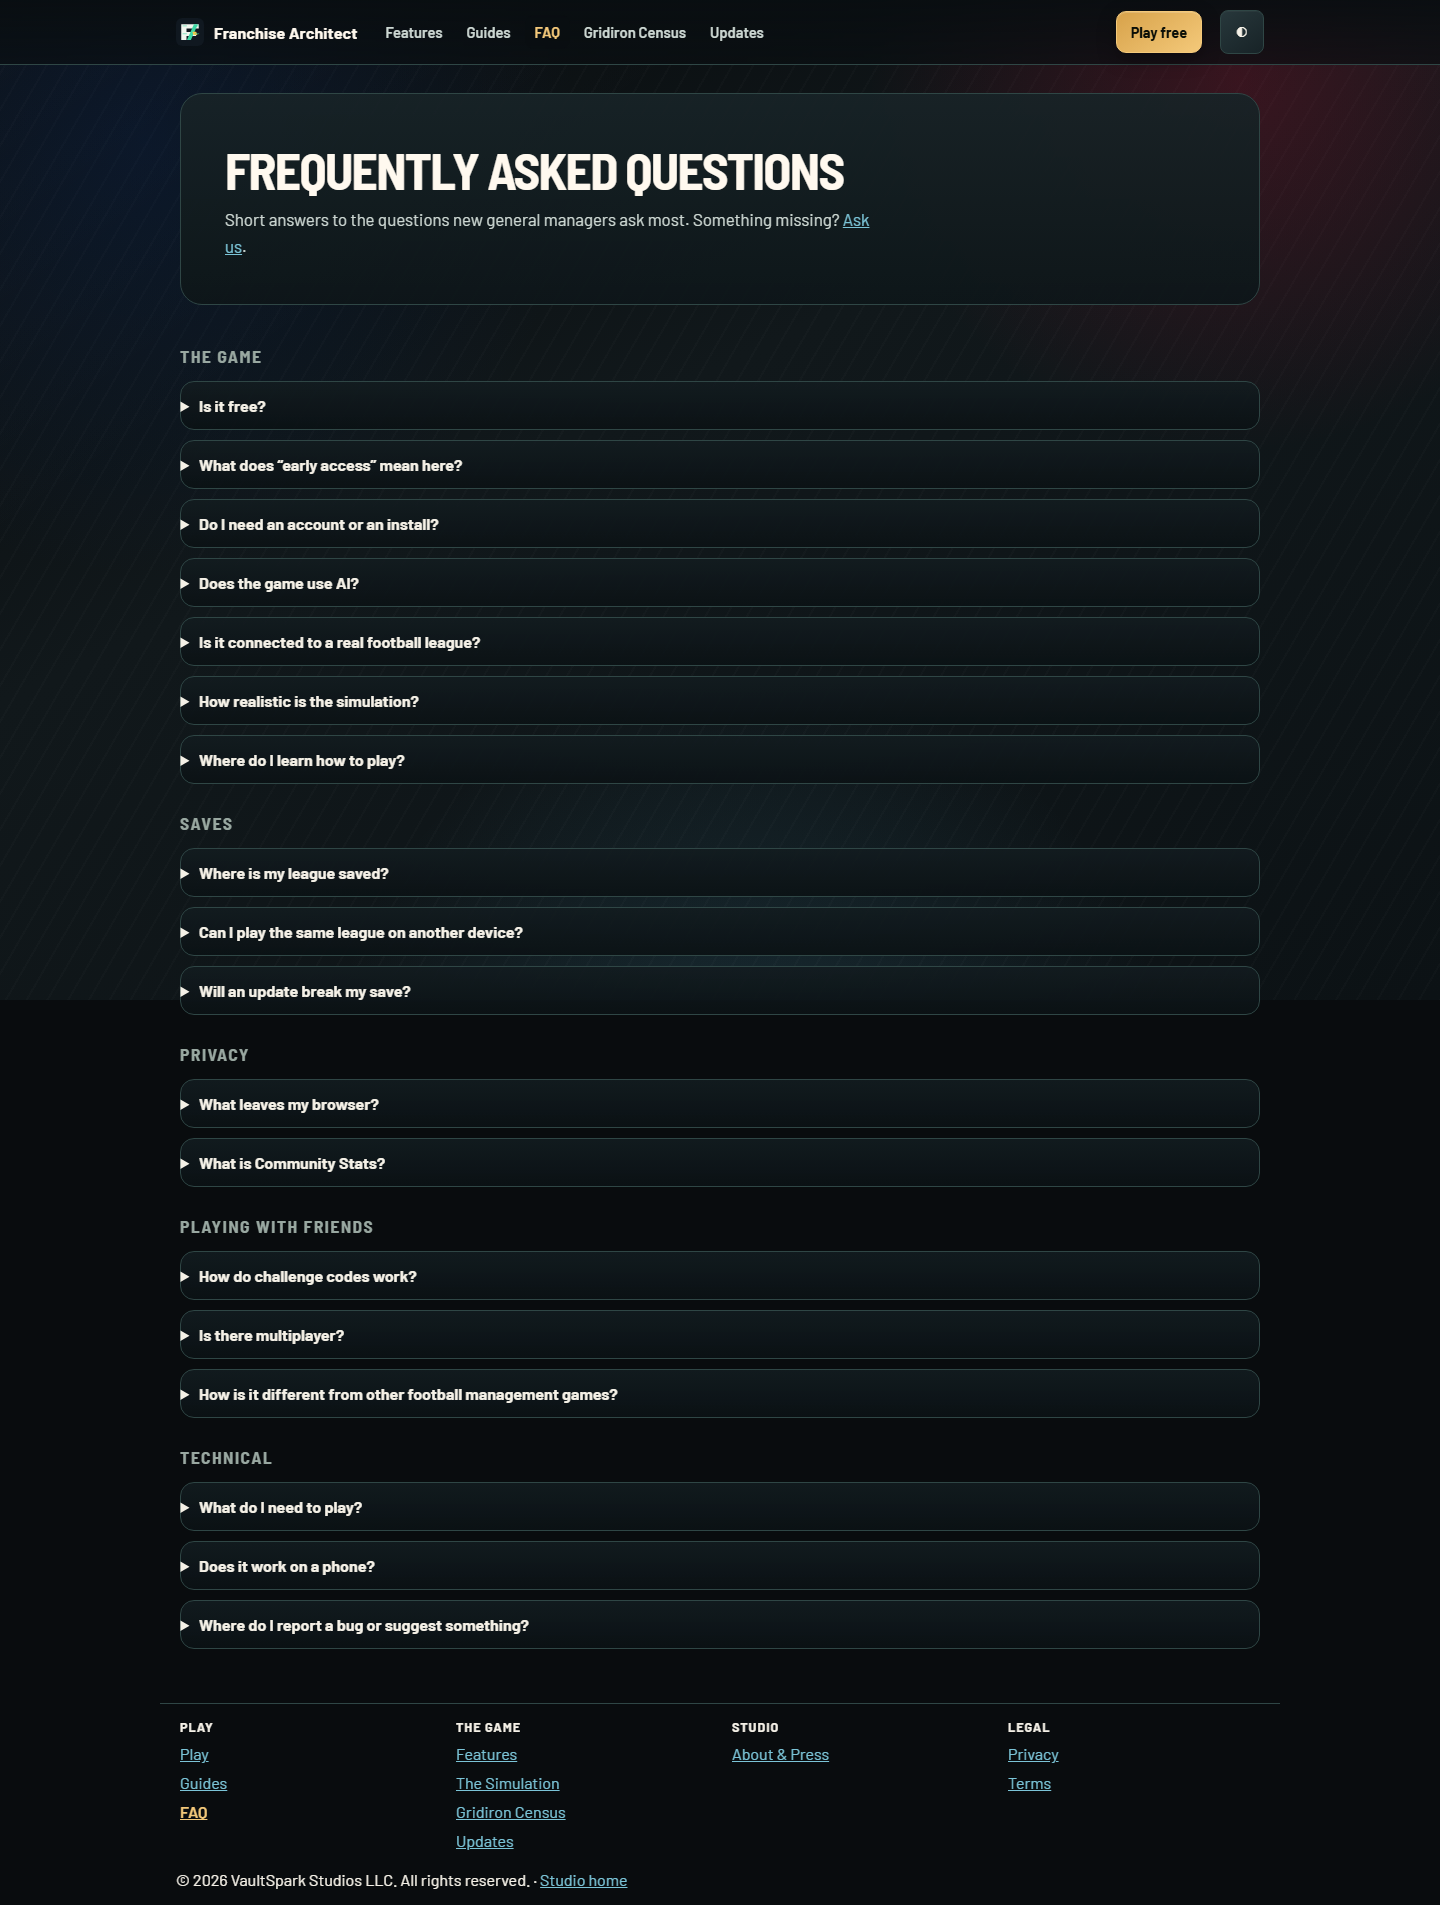 Franchise Architect
Features
Guides
FAQ
Gridiron Census
Updates
Play free
FREQUENTLY ASKED QUESTIONS
Short answers to the questions new general managers ask most. Something missing? Ask
us.
THE GAME
Is it free?
What does “early access” mean here?
Do I need an account or an install?
Does the game use AI?
Is it connected to a real football league?
How realistic is the simulation?
Where do I learn how to play?
SAVES
Where is my league saved?
Can I play the same league on another device?
Will an update break my save?
PRIVACY
What leaves my browser?
What is Community Stats?
PLAYING WITH FRIENDS
How do challenge codes work?
Is there multiplayer?
How is it different from other football management games?
TECHNICAL
What do I need to play?
Does it work on a phone?
Where do I report a bug or suggest something?
PLAY
Play
Guides
FAQ
THE GAME
Features
The Simulation
Gridiron Census
Updates
STUDIO
About & Press
LEGAL
Privacy
Terms
© 2026 VaultSpark Studios LLC. All rights reserved. · Studio home